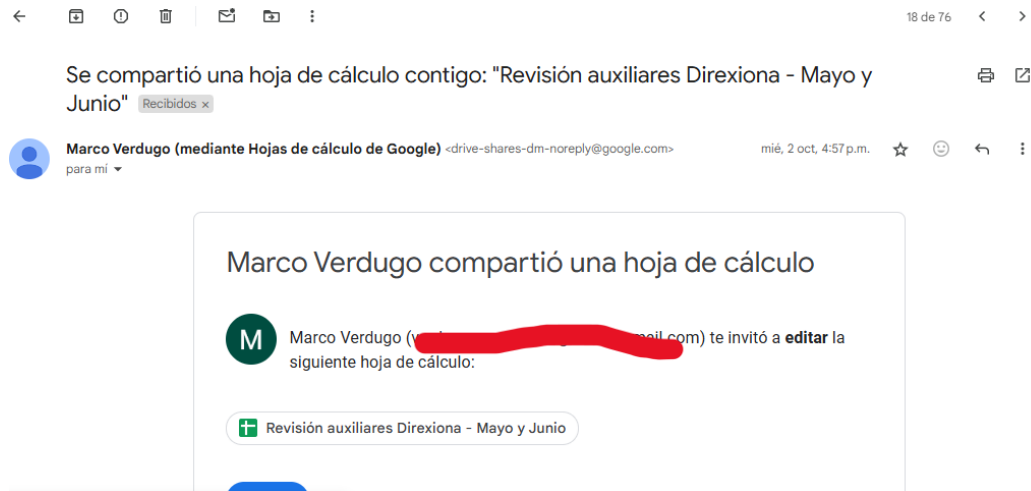 18 de 76
Se compartió una hoja de cálculo contigo: "Revisión auxiliares Direxiona - Mayo y
Junio" Recibidos ×
Marco Verdugo (mediante Hojas de cálculo de Google) <drive-shares-dm-noreply@google.com> mié, 2 oct, 4:57 p.m.
para mí
Marco Verdugo compartió una hoja de cálculo
M
Marco Verdugo ( .com) te invitó a editar la
siguiente hoja de cálculo:
Revisión auxiliares Direxiona - Mayo y Junio